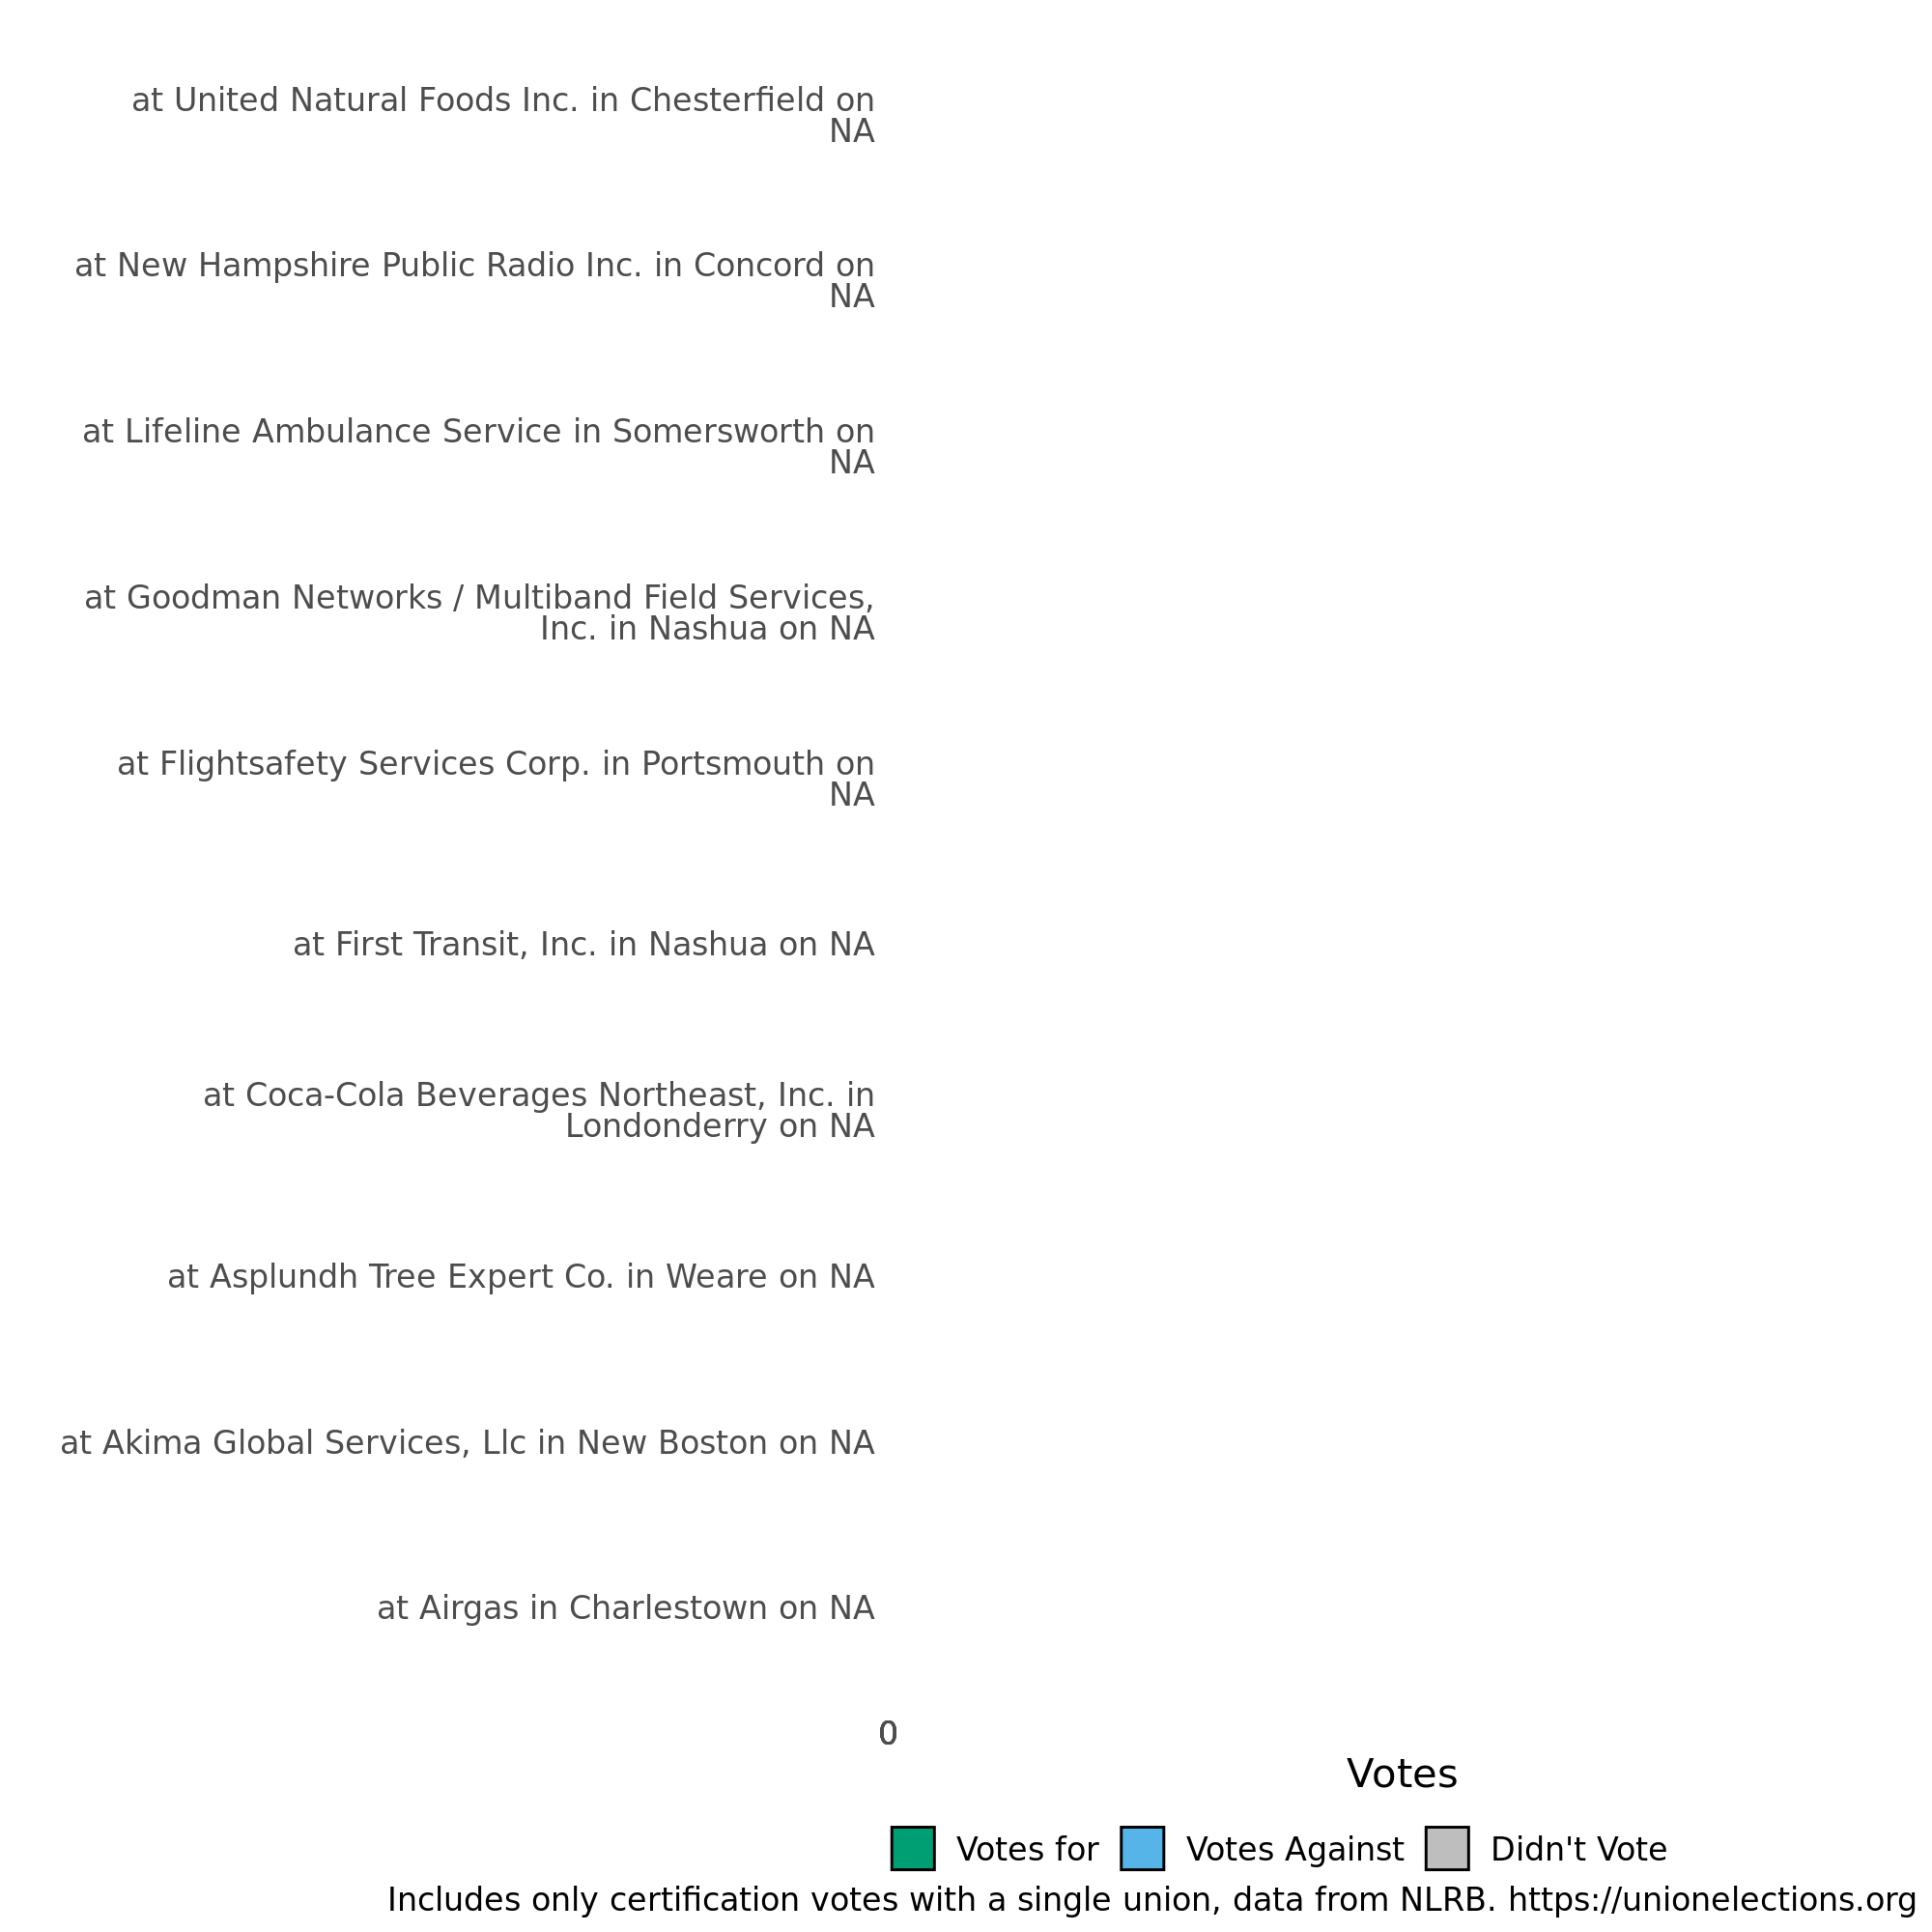 at United Natural Foods Inc. in Chesterfield on
NA
at New Hampshire Public Radio Inc. in Concord on
NA
at Lifeline Ambulance Service in Somersworth on
NA
at Goodman Networks / Multiband Field Services,
Inc. in Nashua on NA
at Flightsafety Services Corp. in Portsmouth on
NA
at First Transit, Inc. in Nashua on NA
at Coca-Cola Beverages Northeast, Inc. in
Londonderry on NA
at Asplundh Tree Expert Co. in Weare on NA
at Akima Global Services, Llc in New Boston on NA
at Airgas in Charlestown on NA
0
Votes
Votes for Votes Against Didn't Vote
Includes only certification votes with a single union, data from NLRB. https://unionelections.org